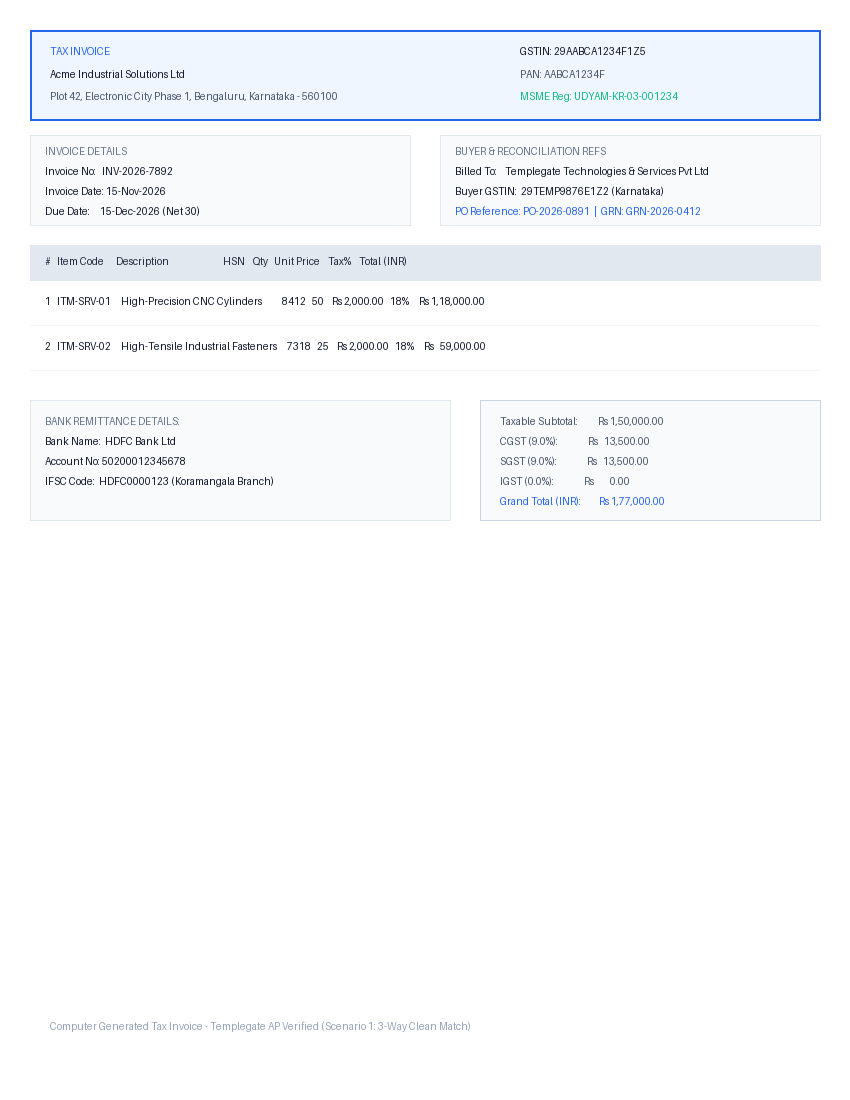 TAX INVOICE
Acme Industrial Solutions Ltd
Plot 42, Electronic City Phase 1, Bengaluru, Karnataka - 560100
GSTIN: 29AABCA1234F1Z5
PAN: AABCA1234F
MSME Reg: UDYAM-KR-03-001234
INVOICE DETAILS
Invoice No: INV-2026-7892
Invoice Date: 15-Nov-2026
Due Date: 15-Dec-2026 (Net 30)
BUYER & RECONCILIATION REFS
Billed To: Templegate Technologies & Services Pvt Ltd
Buyer GSTIN: 29TEMP9876E1Z2 (Karnataka)
PO Reference: PO-2026-0891 | GRN: GRN-2026-0412
# Item Code Description HSN Qty Unit Price Tax% Total (INR)
1 ITM-SRV-01 High-Precision CNC Cylinders 8412 50 Rs 2,000.00 18% Rs 1,18,000.00
2 ITM-SRV-02 High-Tensile Industrial Fasteners 7318 25 Rs 2,000.00 18% Rs 59,000.00
BANK REMITTANCE DETAILS:
Bank Name: HDFC Bank Ltd
Account No: 50200012345678
IFSC Code: HDFC0000123 (Koramangala Branch)
Taxable Subtotal: Rs 1,50,000.00
CGST (9.0%): Rs 13,500.00
SGST (9.0%): Rs 13,500.00
IGST (0.0%): Rs 0.00
Grand Total (INR): Rs 1,77,000.00
Computer Generated Tax Invoice - Templegate AP Verified (Scenario 1: 3-Way Clean Match)